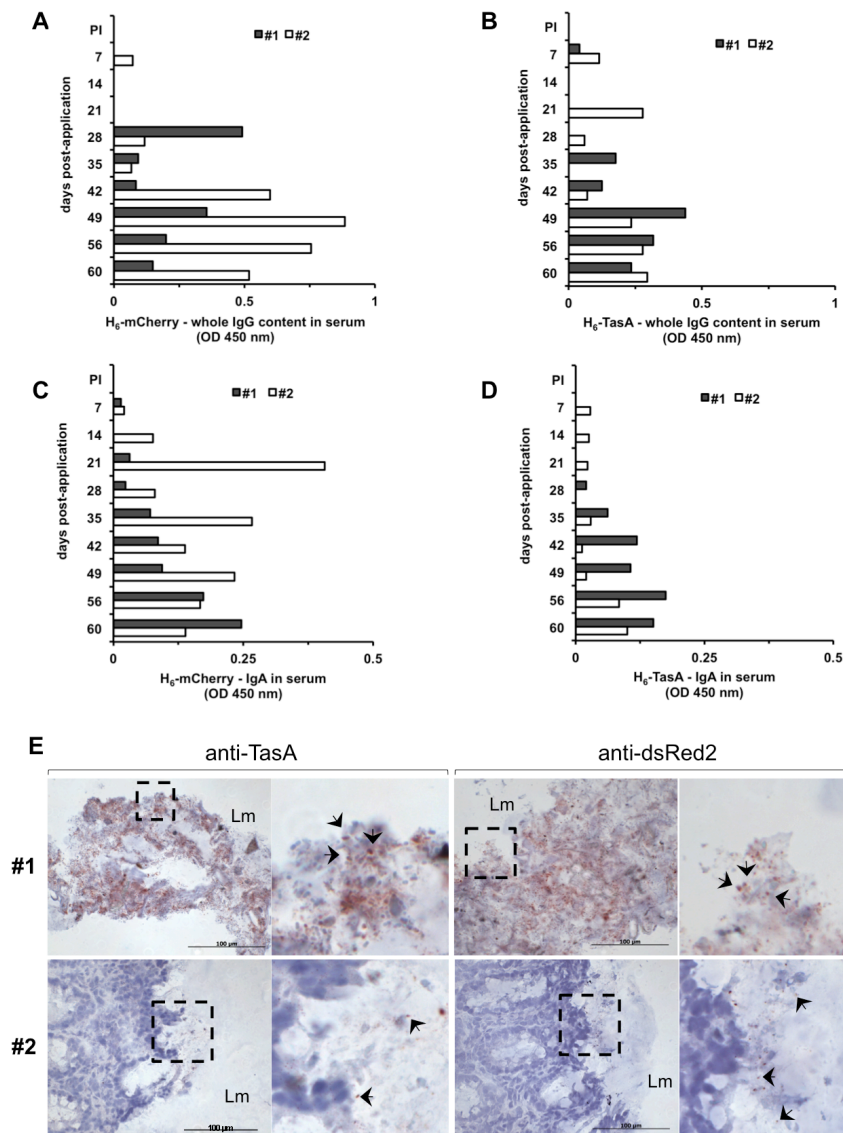 A
PI
7
14
21
28
35
42
49
56
60
days post-application
#1 #2
0 0.5 1
H₆-mCherry - whole IgG content in serum
(OD 450 nm)
B
PI
7
14
21
28
35
42
49
56
60
days post-application
#1 #2
0 0.5 1
H₆-TasA - whole IgG content in serum
(OD 450 nm)
C
PI
7
14
21
28
35
42
49
56
60
days post-application
#1 #2
0 0.25 0.5
H₆-mCherry - IgA in serum
(OD 450 nm)
D
PI
7
14
21
28
35
42
49
56
60
days post-application
#1 #2
0 0.25 0.5
H₆-TasA - IgA in serum
(OD 450 nm)
E
anti-TasA anti-dsRed2
#1
Lm
100 µm
Lm
100 µm
#2
Lm
100 µm
Lm
100 µm